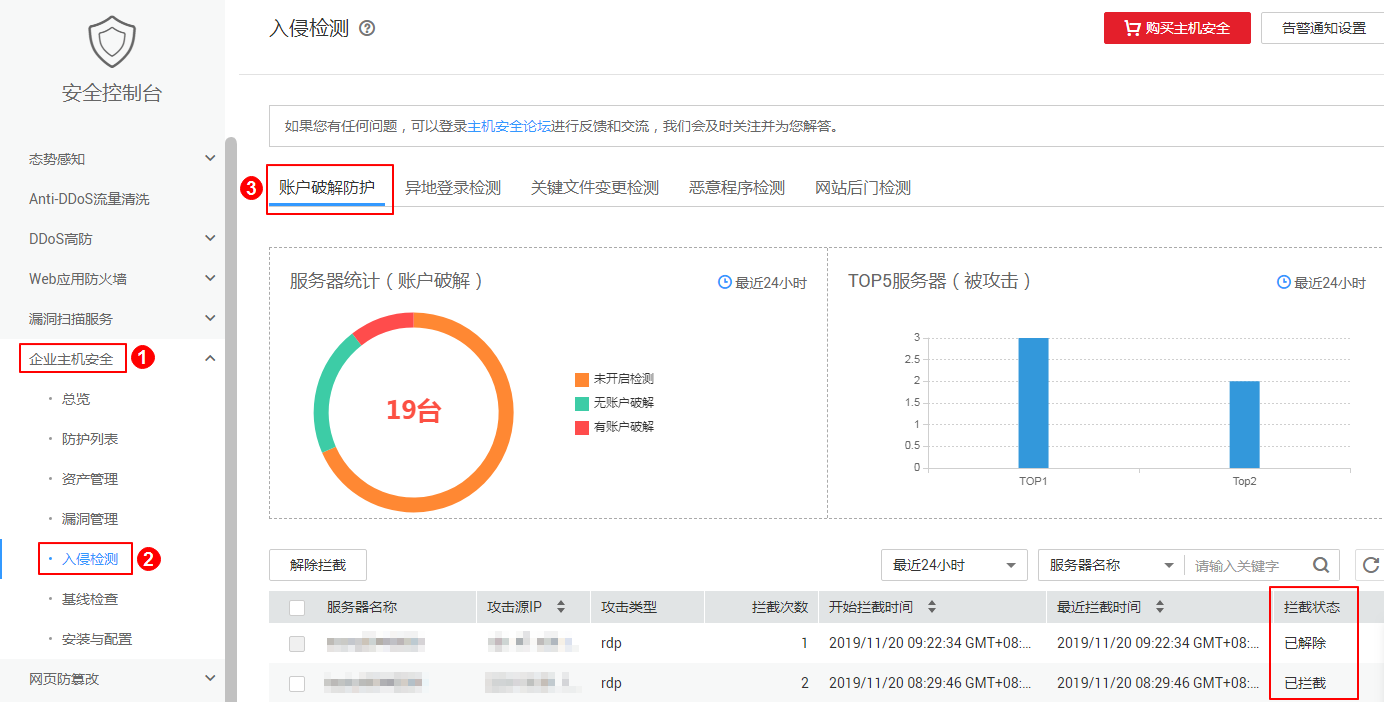 安全控制台
态势感知
Anti-DDoS流量清洗
DDoS高防
Web应用防火墙
漏洞扫描服务
企业主机安全 1
· 总览
· 防护列表
· 资产管理
· 漏洞管理
· 入侵检测 2
· 基线检查
· 安装与配置
网页防篡改
入侵检测 ?
购买主机安全 告警通知设置
如果您有任何问题，可以登录主机安全论坛进行反馈和交流，我们会及时关注并为您解答。
3 账户破解防护 异地登录检测 关键文件变更检测 恶意程序检测 网站后门检测
服务器统计（账户破解） 最近24小时
19台
未开启检测
无账户破解
有账户破解
TOP5服务器（被攻击） 最近24小时
3
2.5
2
1.5
1
0.5
0
TOP1 Top2
解除拦截 最近24小时 服务器名称 请输入关键字
服务器名称 攻击源IP 攻击类型 拦截次数 开始拦截时间 最近拦截时间 拦截状态
rdp 1 2019/11/20 09:22:34 GMT+08:... 2019/11/20 09:22:34 GMT+08:... 已解除
rdp 2 2019/11/20 08:29:46 GMT+08:... 2019/11/20 08:29:46 GMT+08:... 已拦截